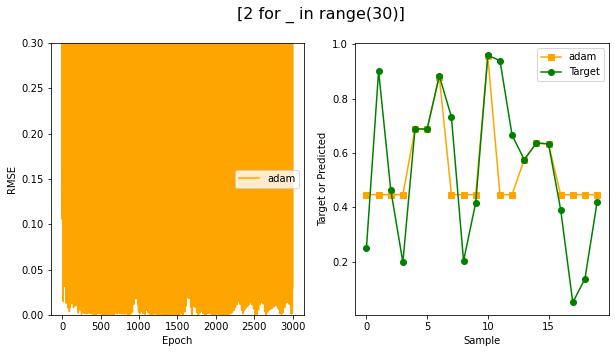 [2 for _ in range(30)]
RMSE
0.30
0.25
0.20
0.15
0.10
0.05
0.00
adam
0
500
1000
1500
2000
2500
3000
Epoch
Target or Predicted
1.0
0.8
0.6
0.4
0.2
adam
Target
0
5
10
15
Sample